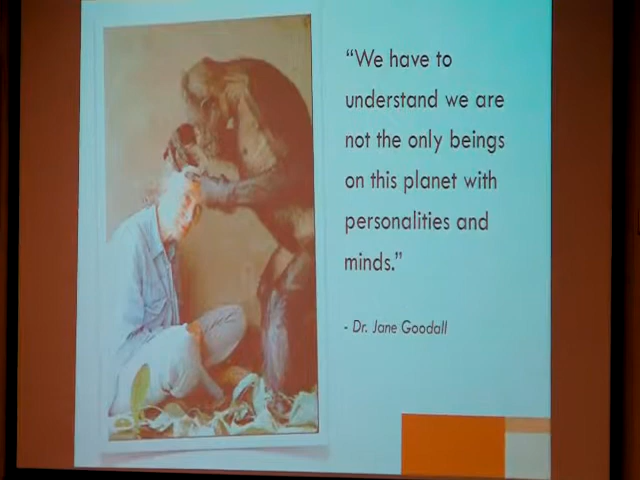 “We have to
understand we are
not the only beings
on this planet with
personalities and
minds.”
- Dr. Jane Goodall